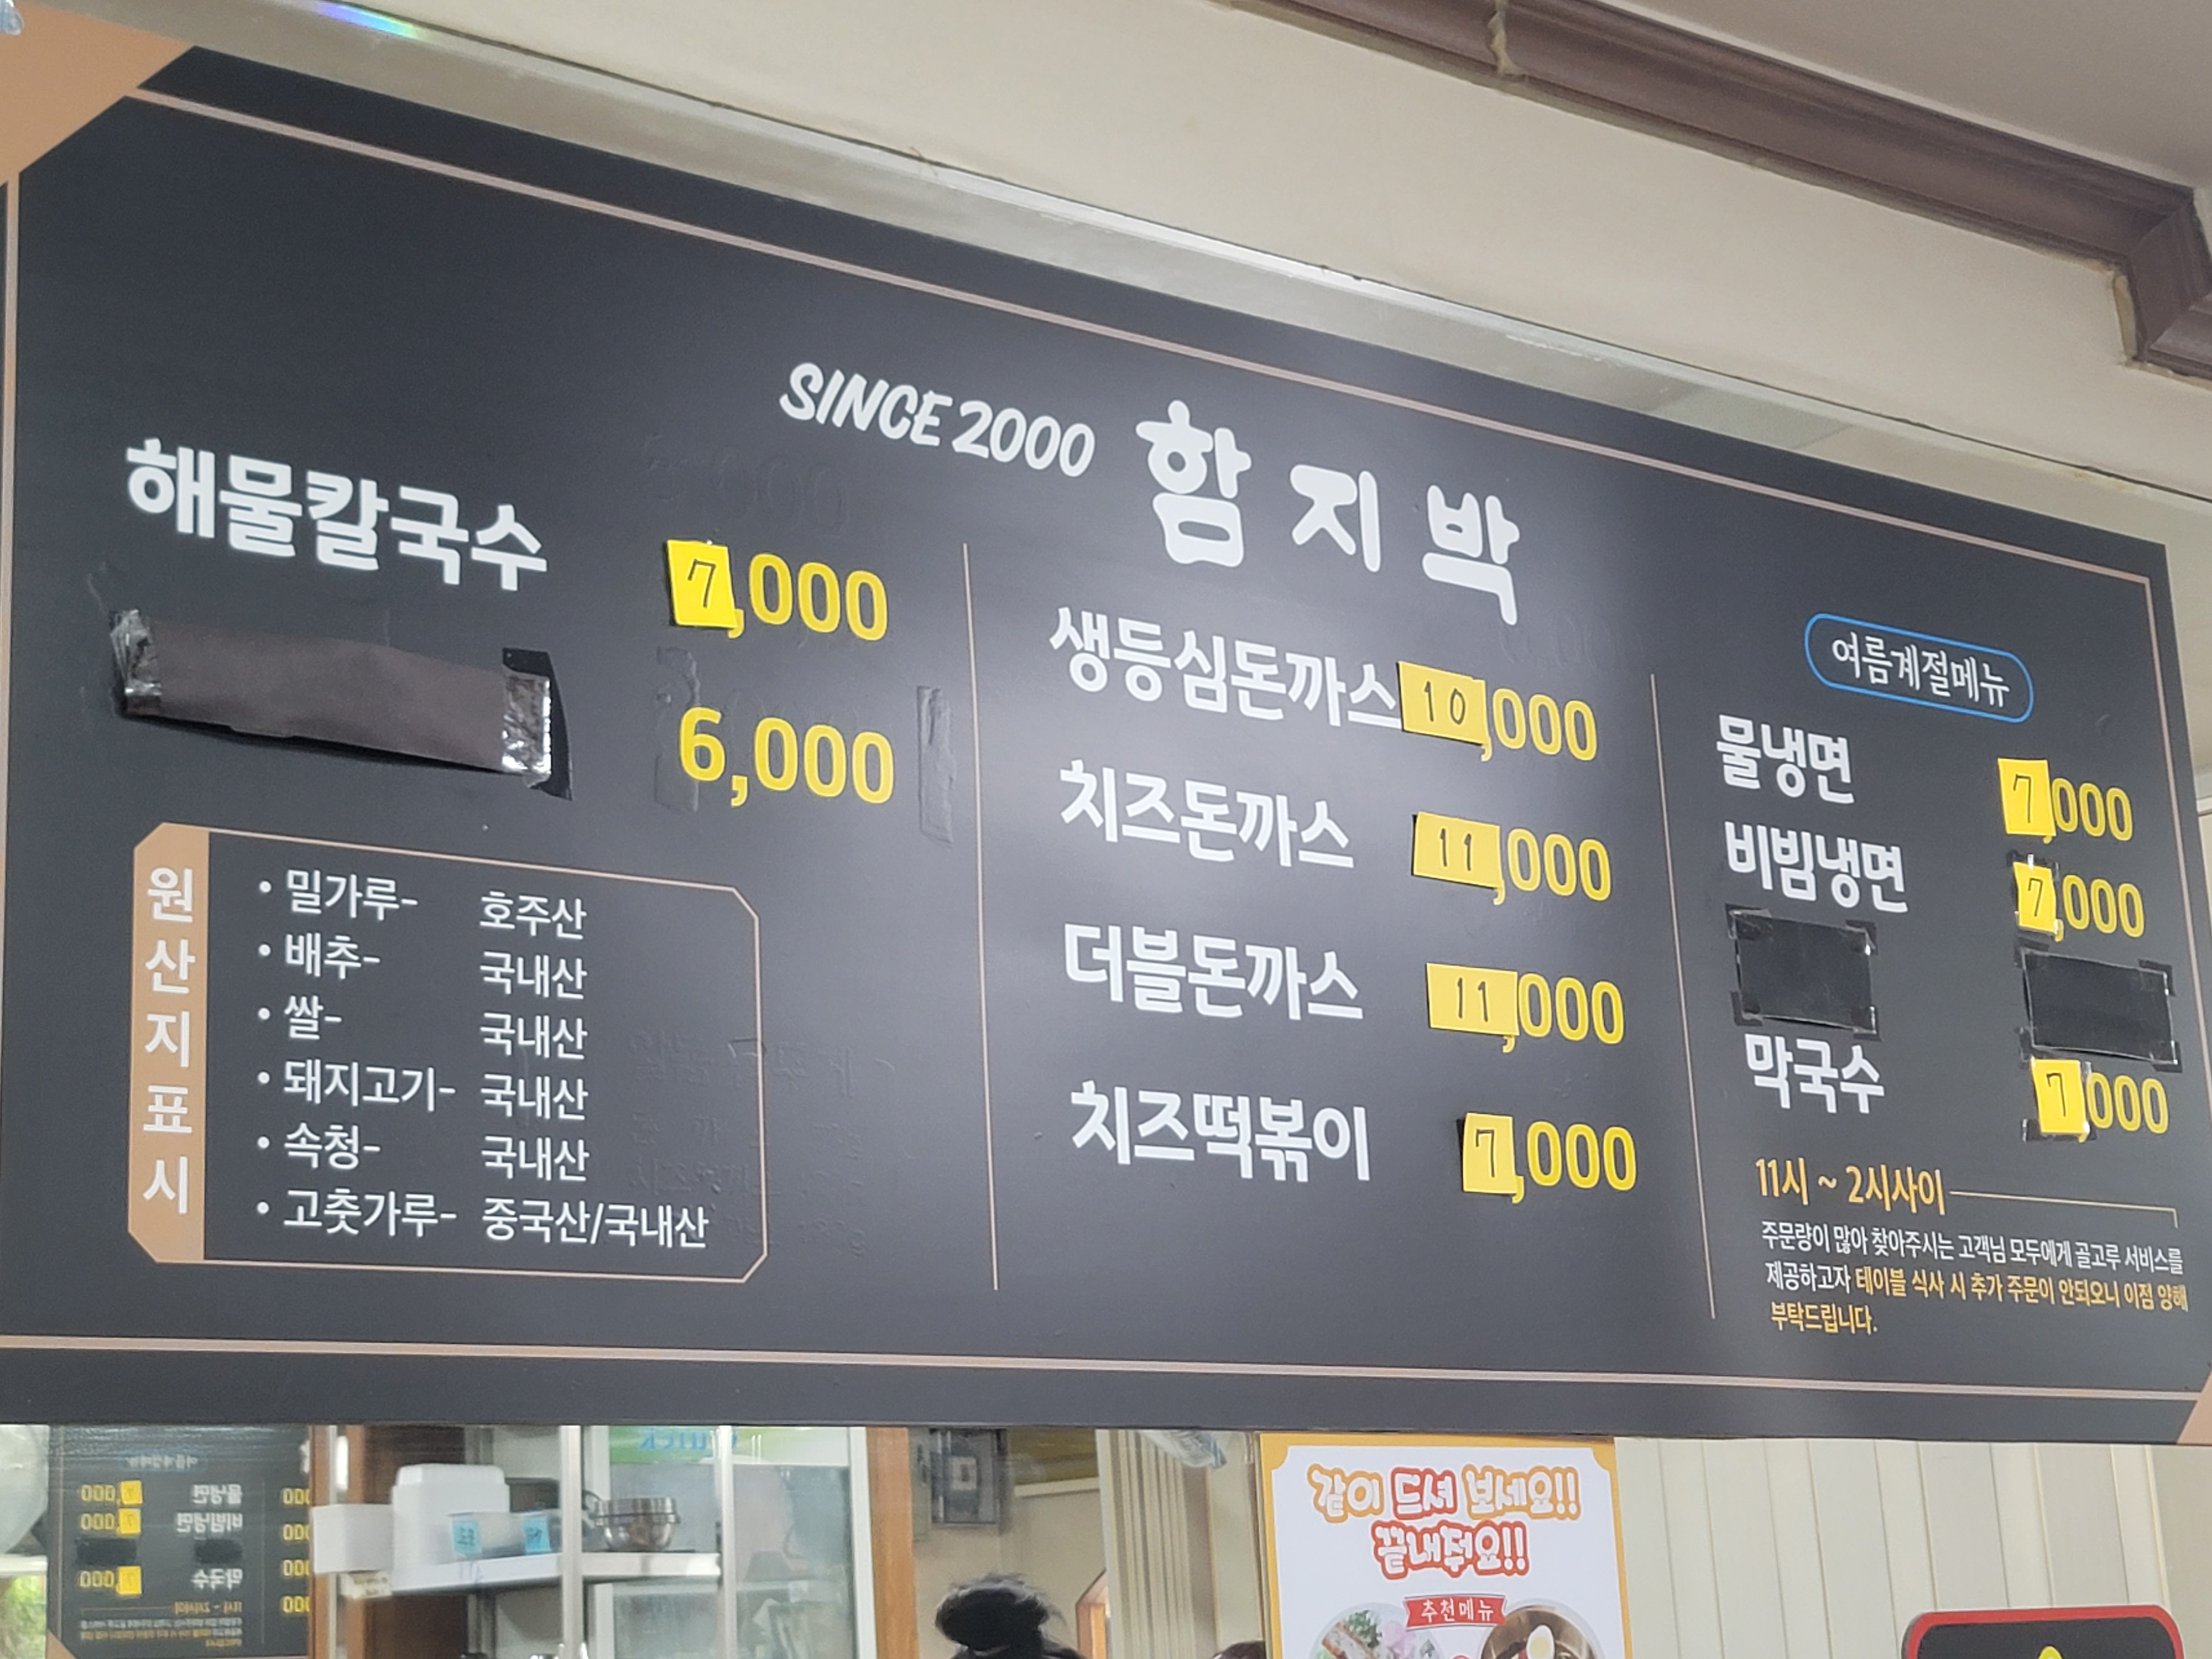 SINCE 2000 함지박
해물칼국수 7,000
6,000
원산지표시
• 밀가루- 호주산
• 배추- 국내산
• 쌀- 국내산
• 돼지고기- 국내산
• 속청- 국내산
• 고춧가루- 중국산/국내산
생등심돈까스 10,000
치즈돈까스 11,000
더블돈까스 11,000
치즈떡볶이 7,000
여름계절메뉴
물냉면 7,000
비빔냉면 7,000
막국수 7,000
11시 ~ 2시사이
주문량이 많아 찾아주시는 고객님 모두에게 골고루 서비스를
제공하고자 테이블 식사 시 추가 주문이 안되오니 이점 양해
부탁드립니다.
같이 드셔 보세요!!
끝내줘요!!
추천메뉴